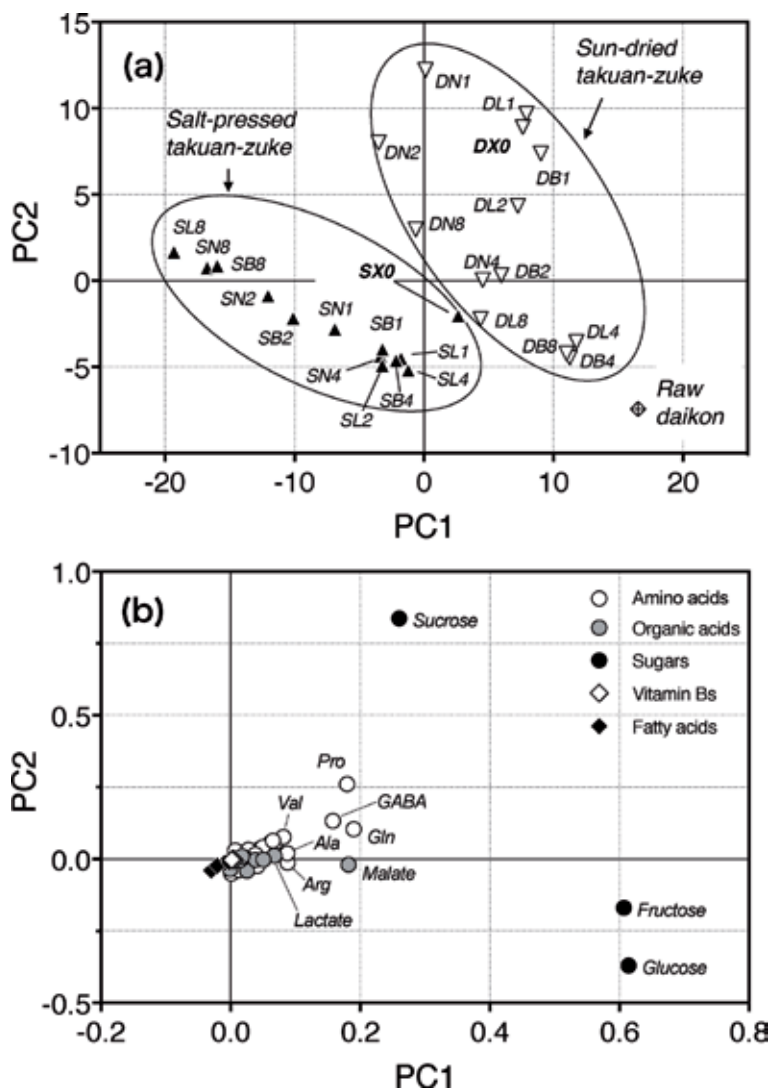 (a)
Sun-dried
takuan-zuke
Salt-pressed
takuan-zuke
DN1
DL1
DX0
DN2
DB1
DL2
DN8
SL8
SN8
SB8
SX0
DN4
DB2
SN2
SN1
SB2
SB1
DL8
DL4
SL1
DB8
DB4
SN4
SL4
SB4
SL2
Raw
daikon
15
10
5
0
-5
-10
PC2
-20
-10
0
10
20
PC1
(b)
Amino acids
Organic acids
Sugars
Vitamin Bs
Fatty acids
Sucrose
Pro
GABA
Val
Gln
Ala
Malate
Arg
Lactate
Fructose
Glucose
1.0
0.5
0.0
-0.5
PC2
-0.2
0.0
0.2
0.4
0.6
0.8
PC1